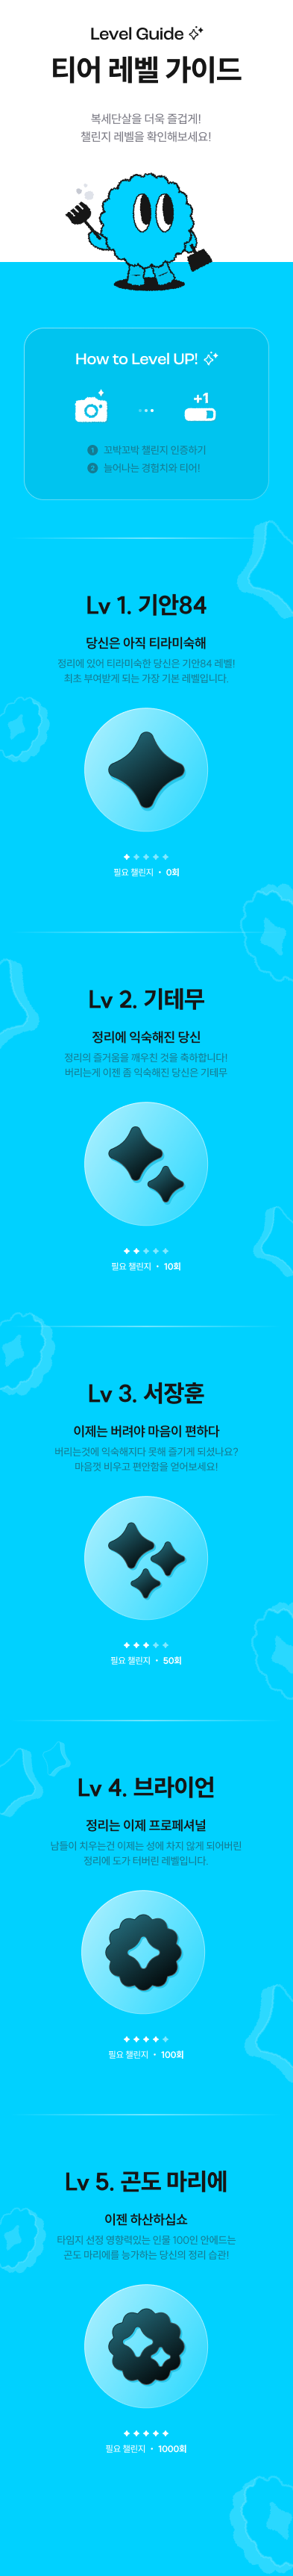 Level Guide
티어 레벨 가이드
복세단살을 더욱 즐겁게!
챌린지 레벨을 확인해보세요!
How to Level UP!
+1
1 꼬박꼬박 챌린지 인증하기
2 늘어나는 경험치와 티어!
Lv 1. 기안84
당신은 아직 티라미숙해
정리에 있어 티라미숙한 당신은 기안84 레벨!
최초 부여받게 되는 가장 기본 레벨입니다.
필요 챌린지 • 0회
Lv 2. 기테무
정리에 익숙해진 당신
정리의 즐거움을 깨우친 것을 축하합니다!
버리는게 이젠 좀 익숙해진 당신은 기테무
필요 챌린지 • 10회
Lv 3. 서장훈
이제는 버려야 마음이 편하다
버리는것에 익숙해지다 못해 즐기게 되셨나요?
마음껏 비우고 편안함을 얻어보세요!
필요 챌린지 • 50회
Lv 4. 브라이언
정리는 이제 프로페셔널
남들이 치우는건 이제는 성에 차지 않게 되어버린
정리에 도가 터버린 레벨입니다.
필요 챌린지 • 100회
Lv 5. 곤도 마리에
이젠 하산하십쇼
타임지 선정 영향력있는 인물 100인 안에드는
곤도 마리에를 능가하는 당신의 정리 습관!
필요 챌린지 • 1000회